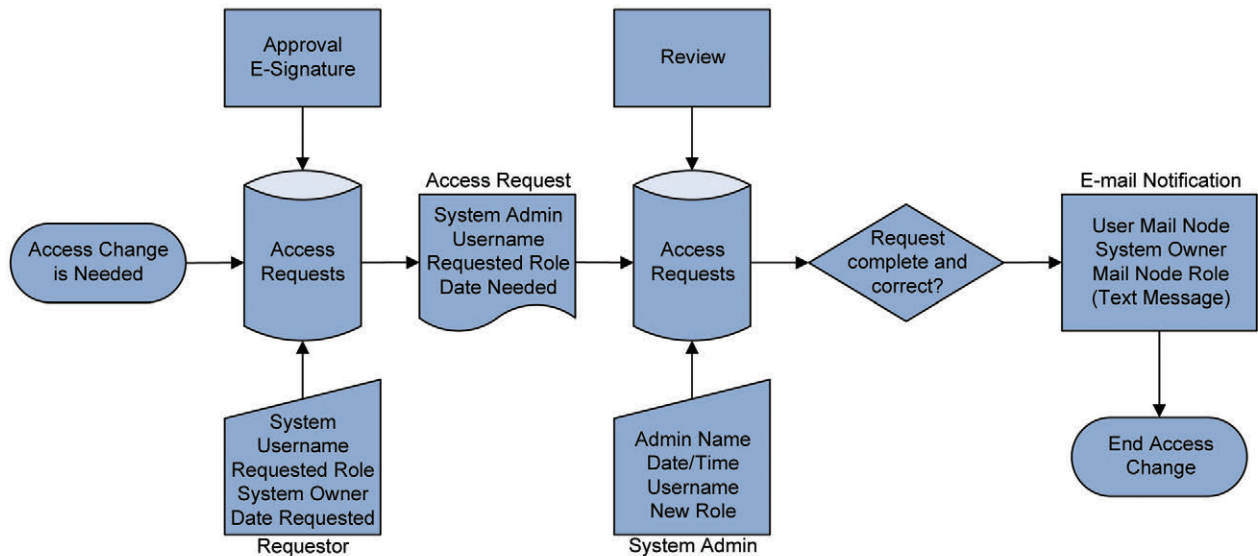 Approval
E-Signature
Review
Access Change
is Needed
Access
Requests
Access Request
System Admin
Username
Requested Role
Date Needed
Access
Requests
Request
complete and
correct?
E-mail Notification
User Mail Node
System Owner
Mail Node Role
(Text Message)
System
Username
Requested Role
System Owner
Date Requested
Requestor
Admin Name
Date/Time
Username
New Role
System Admin
End Access
Change